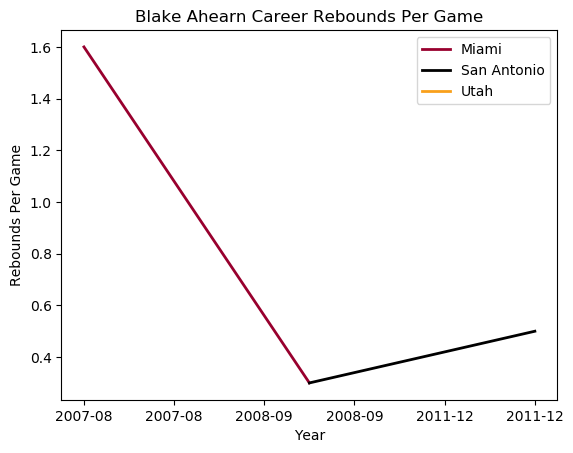 Blake Ahearn Career Rebounds Per Game
Miami
San Antonio
Utah
1.6
1.4
1.2
1.0
0.8
0.6
0.4
Rebounds Per Game
2007-08 2007-08 2008-09 2008-09 2011-12 2011-12
Year